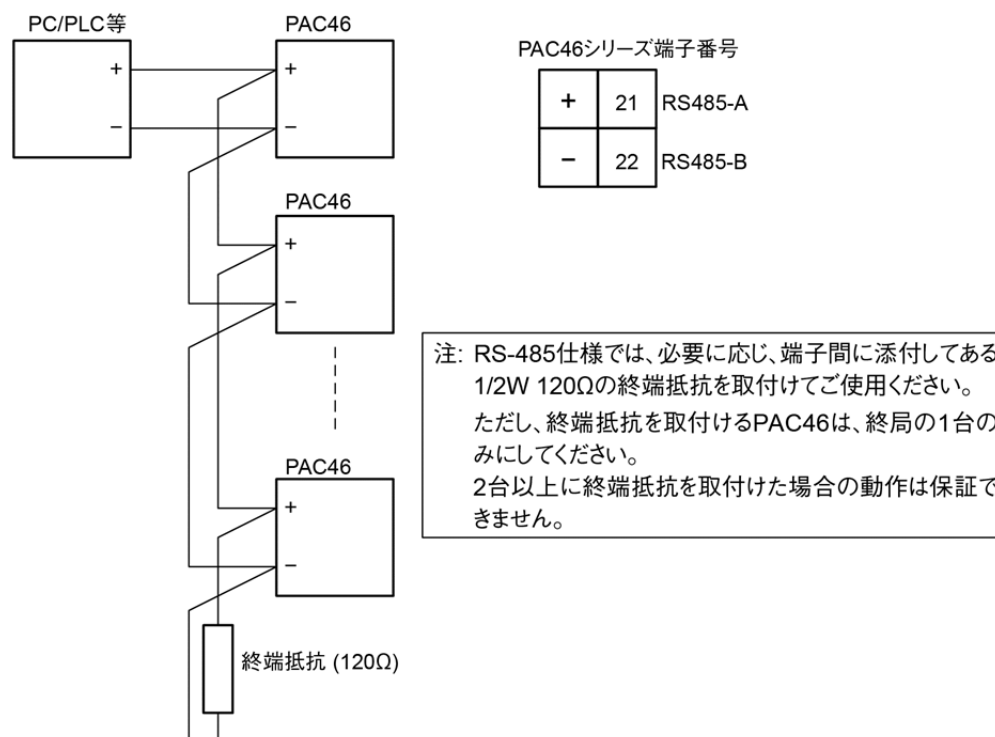 PC/PLC等
PAC46
+
+
−
−
PAC46シリーズ端子番号
+ 21 RS485-A
− 22 RS485-B
PAC46
+
−
注: RS-485仕様では、必要に応じ、端子間に添付してある
1/2W 120Ωの終端抵抗を取付けてご使用ください。
ただし、終端抵抗を取付けるPAC46は、終局の1台の
みにしてください。
2台以上に終端抵抗を取付けた場合の動作は保証で
きません。
PAC46
+
−
終端抵抗 (120Ω)